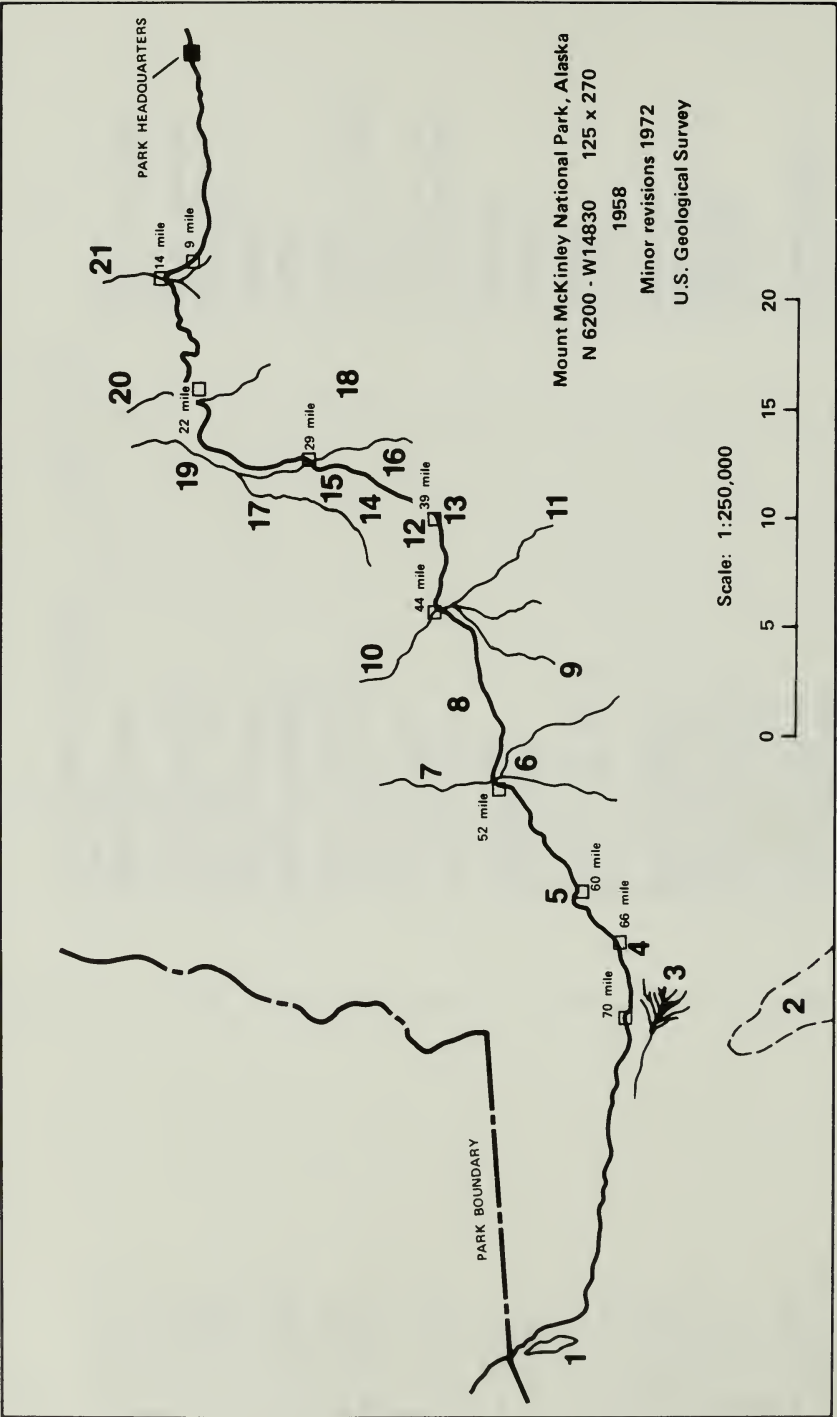 PARK HEADQUARTERS
21
14 mile
9 mile
20
22 mile
18
19
29 mile
16
15
17
14
39 mile
13
12
11
44 mile
10
9
8
7
6
52 mile
5
60 mile
66 mile
4
70 mile
3
2
PARK BOUNDARY
1
Mount McKinley National Park, Alaska
N 6200 - W14830 125 x 270
1958
Minor revisions 1972
U.S. Geological Survey
Scale: 1:250,000
0 5 10 15 20